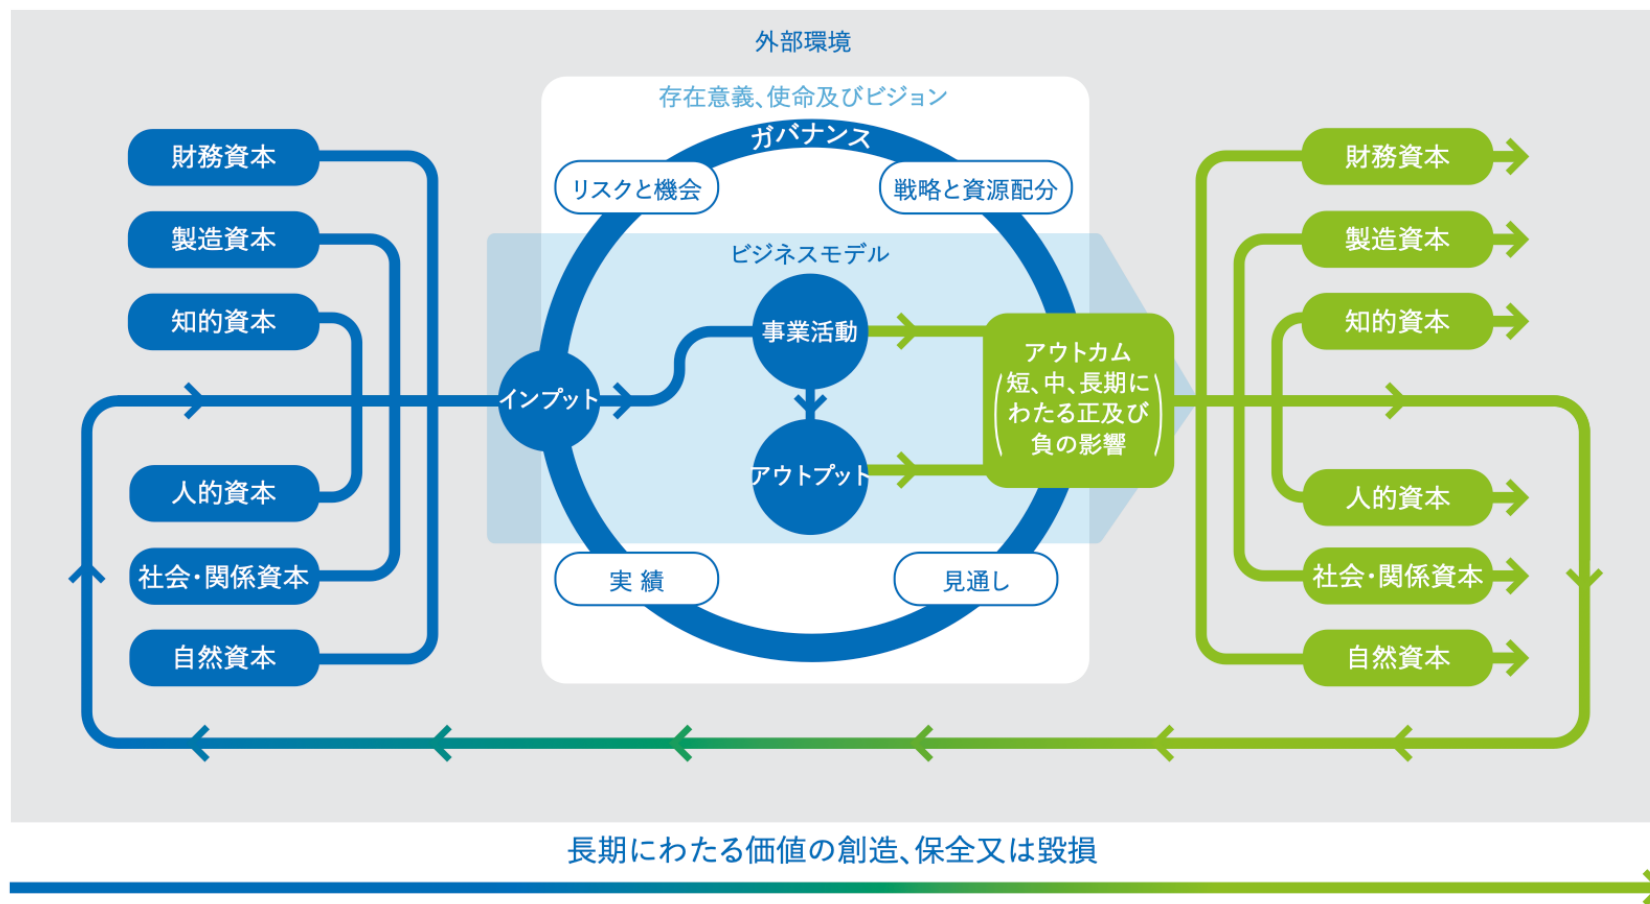 外部環境
存在意義、使命及びビジョン
ガバナンス
リスクと機会
戦略と資源配分
ビジネスモデル
財務資本
製造資本
知的資本
人的資本
社会・関係資本
自然資本
インプット
事業活動
アウトプット
アウトカム
(短、中、長期に
わたる正及び
負の影響)
実 績
見通し
財務資本
製造資本
知的資本
人的資本
社会・関係資本
自然資本
長期にわたる価値の創造、保全又は毀損